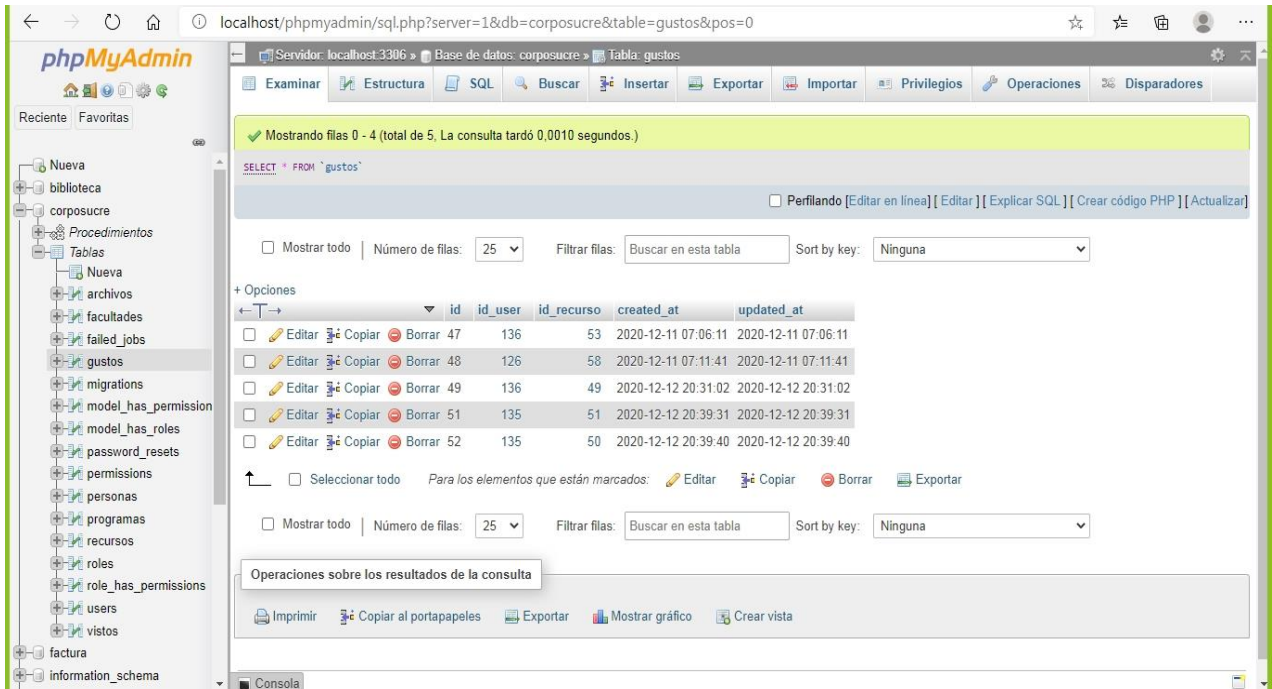 localhost/phpmyadmin/sql.php?server=1&db=corposucre&table=gustos&pos=0
phpMyAdmin
Reciente Favoritas
Nueva
biblioteca
corposucre
Procedimientos
Tablas
Nueva
archivos
facultades
failed_jobs
gustos
migrations
model_has_permission
model_has_roles
password_resets
permissions
personas
programas
recursos
roles
role_has_permissions
users
vistos
factura
information_schema
Servidor: localhost:3306 » Base de datos: corposucre » Tabla: gustos
Examinar Estructura SQL Buscar Insertar Exportar Importar Privilegios Operaciones Disparadores
Mostrando filas 0 - 4 (total de 5, La consulta tardó 0,0010 segundos.)
SELECT * FROM `gustos`
Perfilando [Editar en línea] [ Editar ] [ Explicar SQL ] [ Crear código PHP ] [ Actualizar]
Mostrar todo | Número de filas: 25 Filtrar filas: Buscar en esta tabla Sort by key: Ninguna
+ Opciones
←T→ ▼ id id_user id_recurso created_at updated_at
Editar Copiar Borrar 47 136 53 2020-12-11 07:06:11 2020-12-11 07:06:11
Editar Copiar Borrar 48 126 58 2020-12-11 07:11:41 2020-12-11 07:11:41
Editar Copiar Borrar 49 136 49 2020-12-12 20:31:02 2020-12-12 20:31:02
Editar Copiar Borrar 51 135 51 2020-12-12 20:39:31 2020-12-12 20:39:31
Editar Copiar Borrar 52 135 50 2020-12-12 20:39:40 2020-12-12 20:39:40
Seleccionar todo Para los elementos que están marcados: Editar Copiar Borrar Exportar
Mostrar todo | Número de filas: 25 Filtrar filas: Buscar en esta tabla Sort by key: Ninguna
Operaciones sobre los resultados de la consulta
Imprimir Copiar al portapapeles Exportar Mostrar gráfico Crear vista
Consola